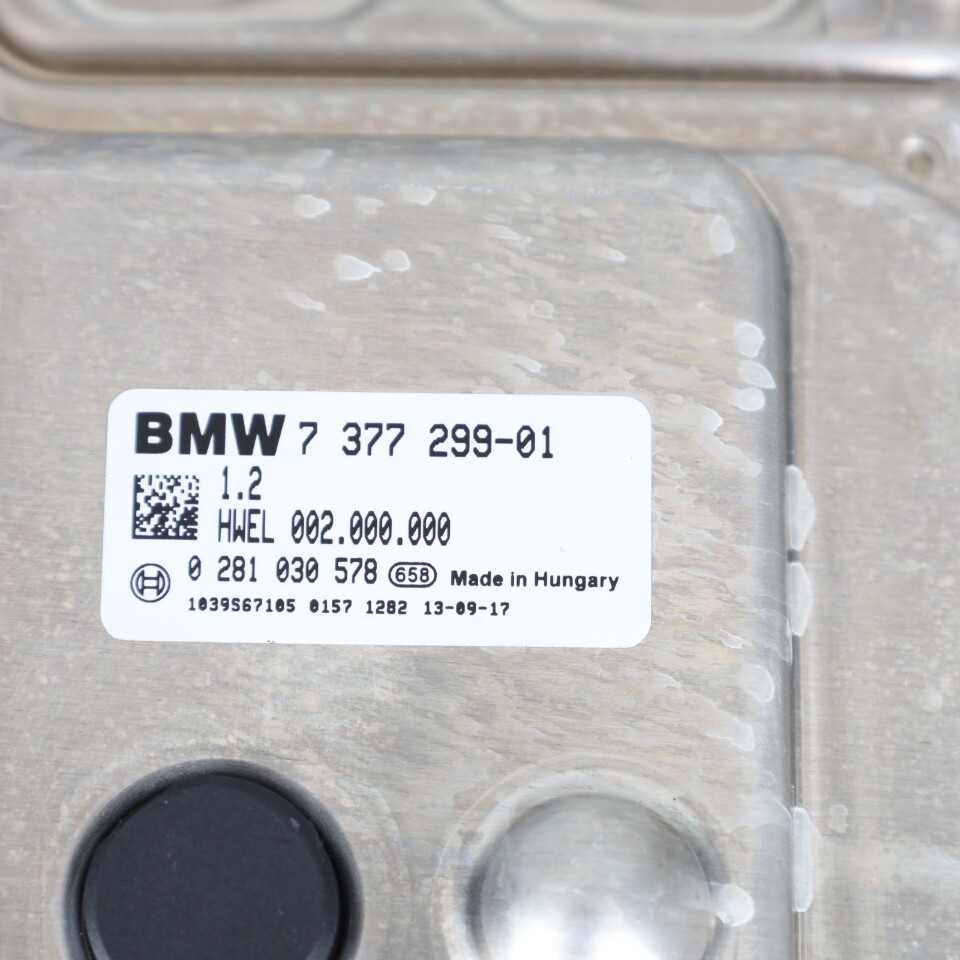 BMW 7 377 299-01
1.2
HWEL 002.000.000
0 281 030 578 658 Made in Hungary
1039S67105 0157 1282 13-09-17